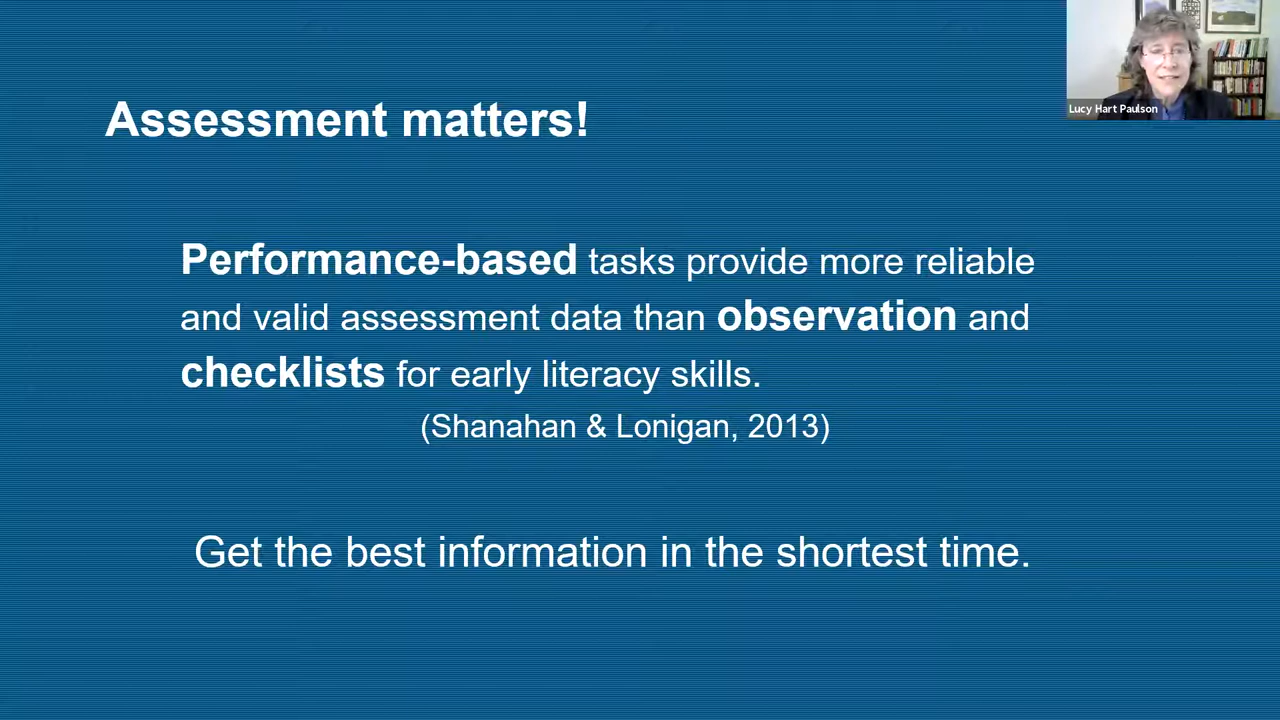 Lucy Hart Paulson
Assessment matters!
Performance-based tasks provide more reliable
and valid assessment data than observation and
checklists for early literacy skills.
(Shanahan & Lonigan, 2013)
Get the best information in the shortest time.